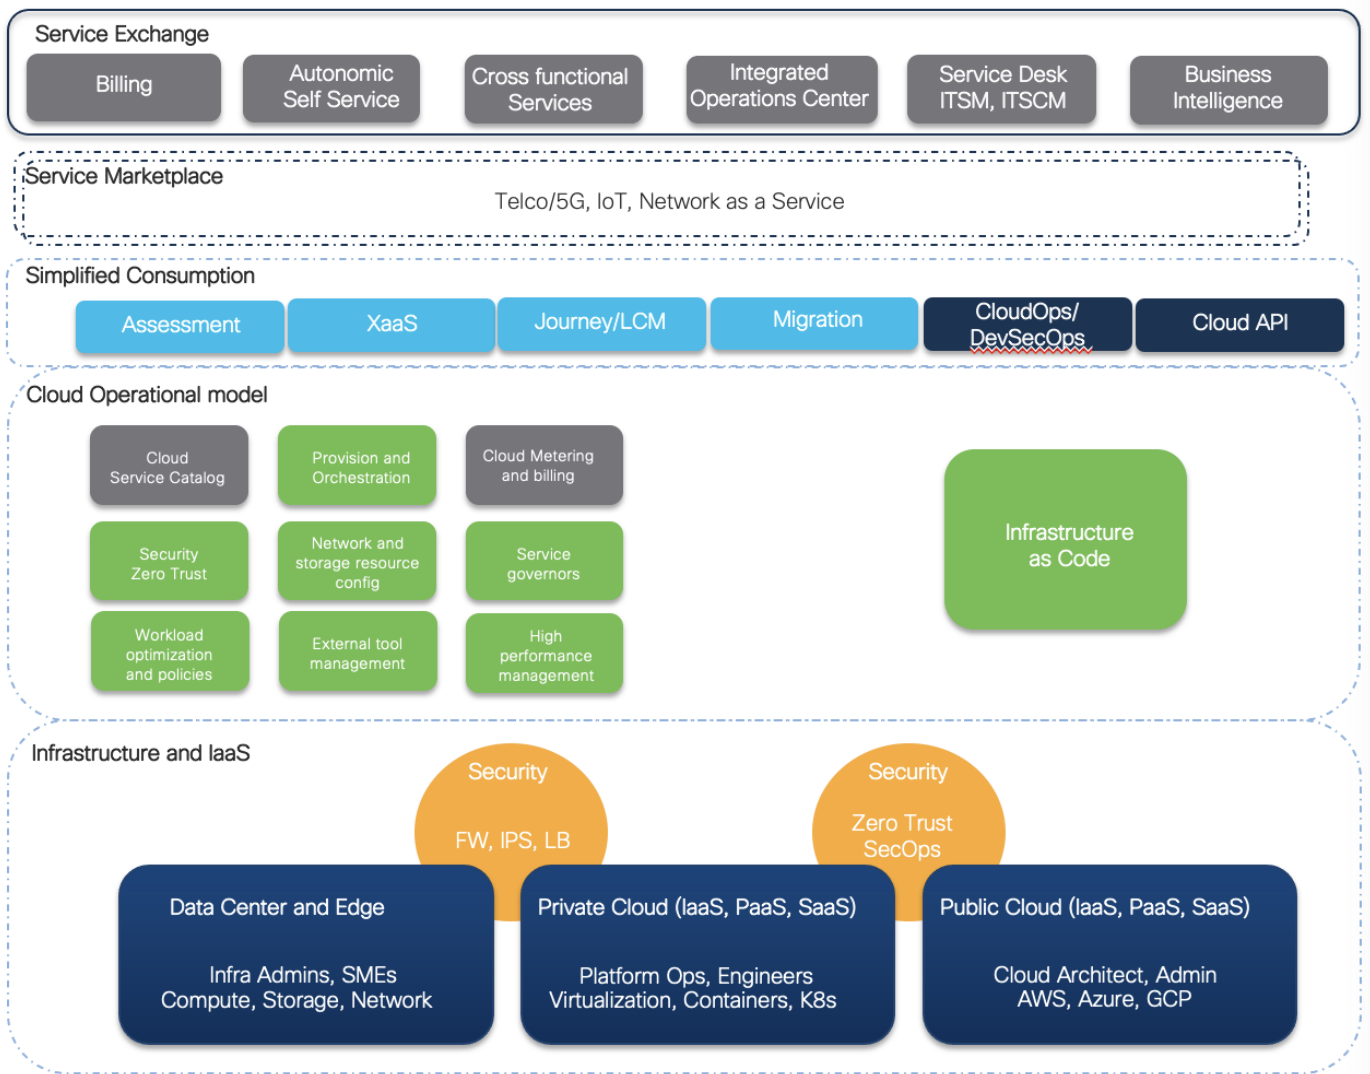 Service Exchange
Billing
Autonomic
Self Service
Cross functional
Services
Integrated
Operations Center
Service Desk
ITSM, ITSCM
Business
Intelligence
Service Marketplace
Telco/5G, IoT, Network as a Service
Simplified Consumption
Assessment
XaaS
Journey/LCM
Migration
CloudOps/
DevSecOps
Cloud API
Cloud Operational model
Cloud
Service Catalog
Provision and
Orchestration
Cloud Metering
and billing
Security
Zero Trust
Network and
storage resource
config
Service
governors
Workload
optimization
and policies
External tool
management
High
performance
management
Infrastructure
as Code
Infrastructure and IaaS
Security
FW, IPS, LB
Security
Zero Trust
SecOps
Data Center and Edge
Infra Admins, SMEs
Compute, Storage, Network
Private Cloud (IaaS, PaaS, SaaS)
Platform Ops, Engineers
Virtualization, Containers, K8s
Public Cloud (IaaS, PaaS, SaaS)
Cloud Architect, Admin
AWS, Azure, GCP